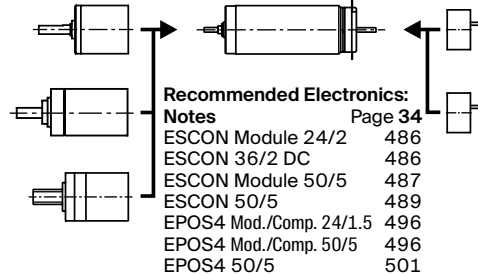 Recommended Electronics:
Notes Page 34
ESCON Module 24/2 486
ESCON 36/2 DC 486
ESCON Module 50/5 487
ESCON 50/5 489
EPOS4 Mod./Comp. 24/1.5 496
EPOS4 Mod./Comp. 50/5 496
EPOS4 50/5 501